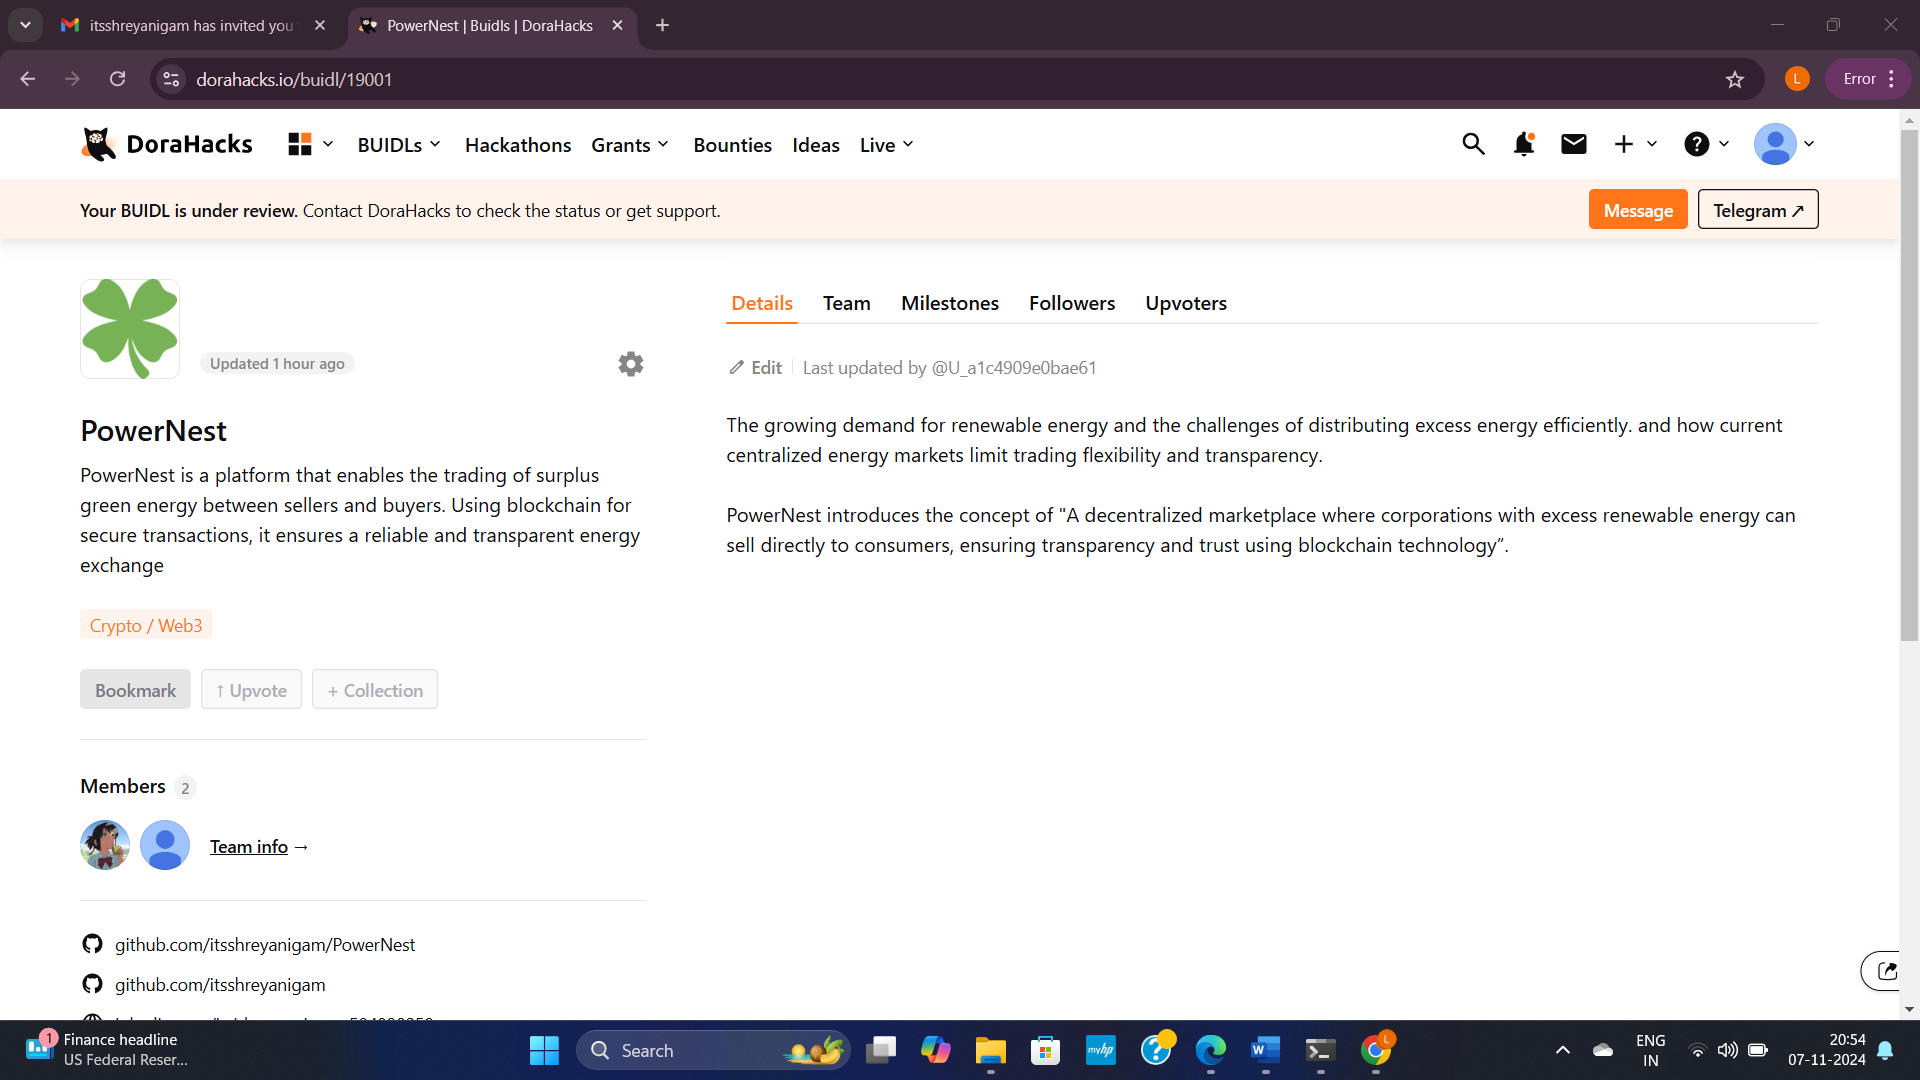 itsshreyanigam has invited you
PowerNest | Buidls | DoraHacks
dorahacks.io/buidl/19001
L
Error
DoraHacks
BUIDLs
Hackathons
Grants
Bounties
Ideas
Live
Your BUIDL is under review. Contact DoraHacks to check the status or get support.
Message
Telegram ↗
Updated 1 hour ago
PowerNest
PowerNest is a platform that enables the trading of surplus
green energy between sellers and buyers. Using blockchain for
secure transactions, it ensures a reliable and transparent energy
exchange
Crypto / Web3
Bookmark
↑ Upvote
+ Collection
Members 2
Team info →
github.com/itsshreyanigam/PowerNest
github.com/itsshreyanigam
Details
Team
Milestones
Followers
Upvoters
Edit
Last updated by @U_a1c4909e0bae61
The growing demand for renewable energy and the challenges of distributing excess energy efficiently. and how current
centralized energy markets limit trading flexibility and transparency.
PowerNest introduces the concept of "A decentralized marketplace where corporations with excess renewable energy can
sell directly to consumers, ensuring transparency and trust using blockchain technology”.
1
Finance headline
US Federal Reser...
Search
myhp
W
L
ENG
IN
20:54
07-11-2024